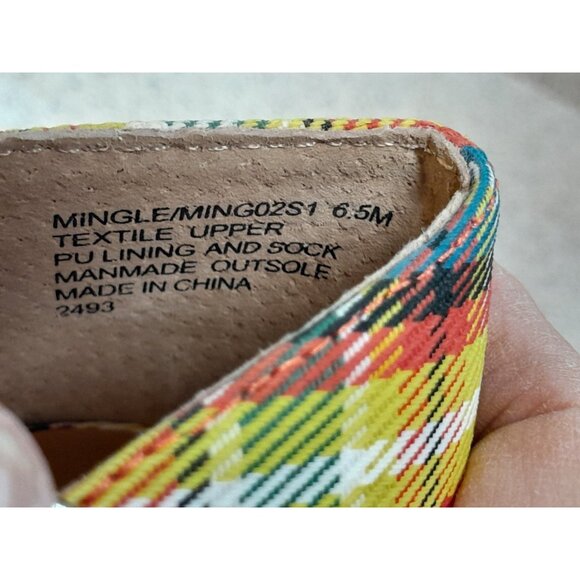 MiNGLE/MING02S1 6.5M
TEXTILE UPPER
PU LINING AND SOCK
MANMADE OUTSOLE
MADE IN CHINA
2493